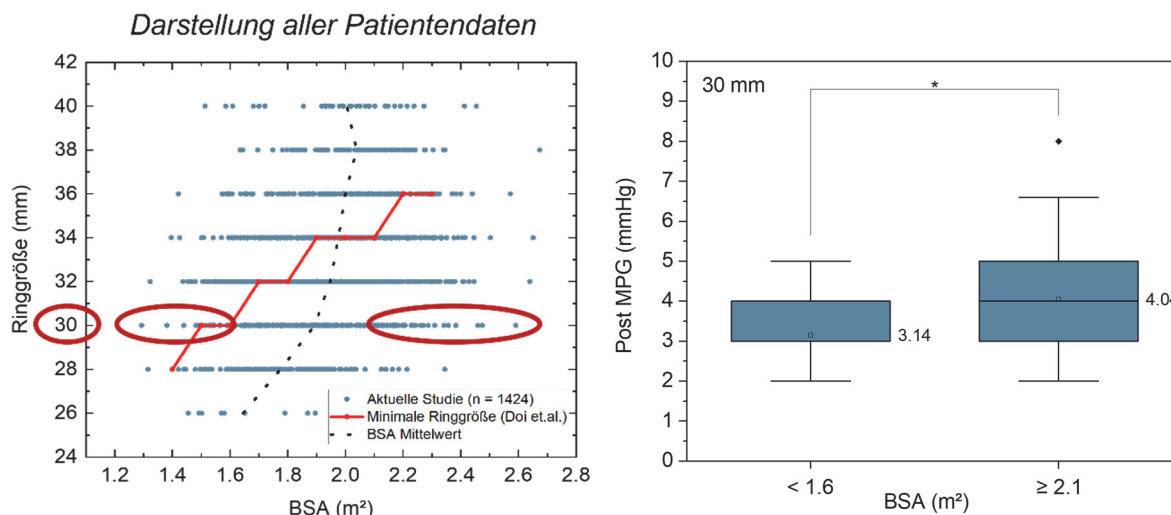 Darstellung aller Patientendaten
42
40
38
36
34
32
30
28
26
24
Ringgröße (mm)
1.2 1.4 1.6 1.8 2.0 2.2 2.4 2.6 2.8
BSA (m²)
Aktuelle Studie (n = 1424)
Minimale Ringgröße (Doi et.al.)
BSA Mittelwert
30 mm
*
10
9
8
7
6
5
4
3
2
1
0
Post MPG (mmHg)
3.14
4.04
< 1.6 ≥ 2.1
BSA (m²)